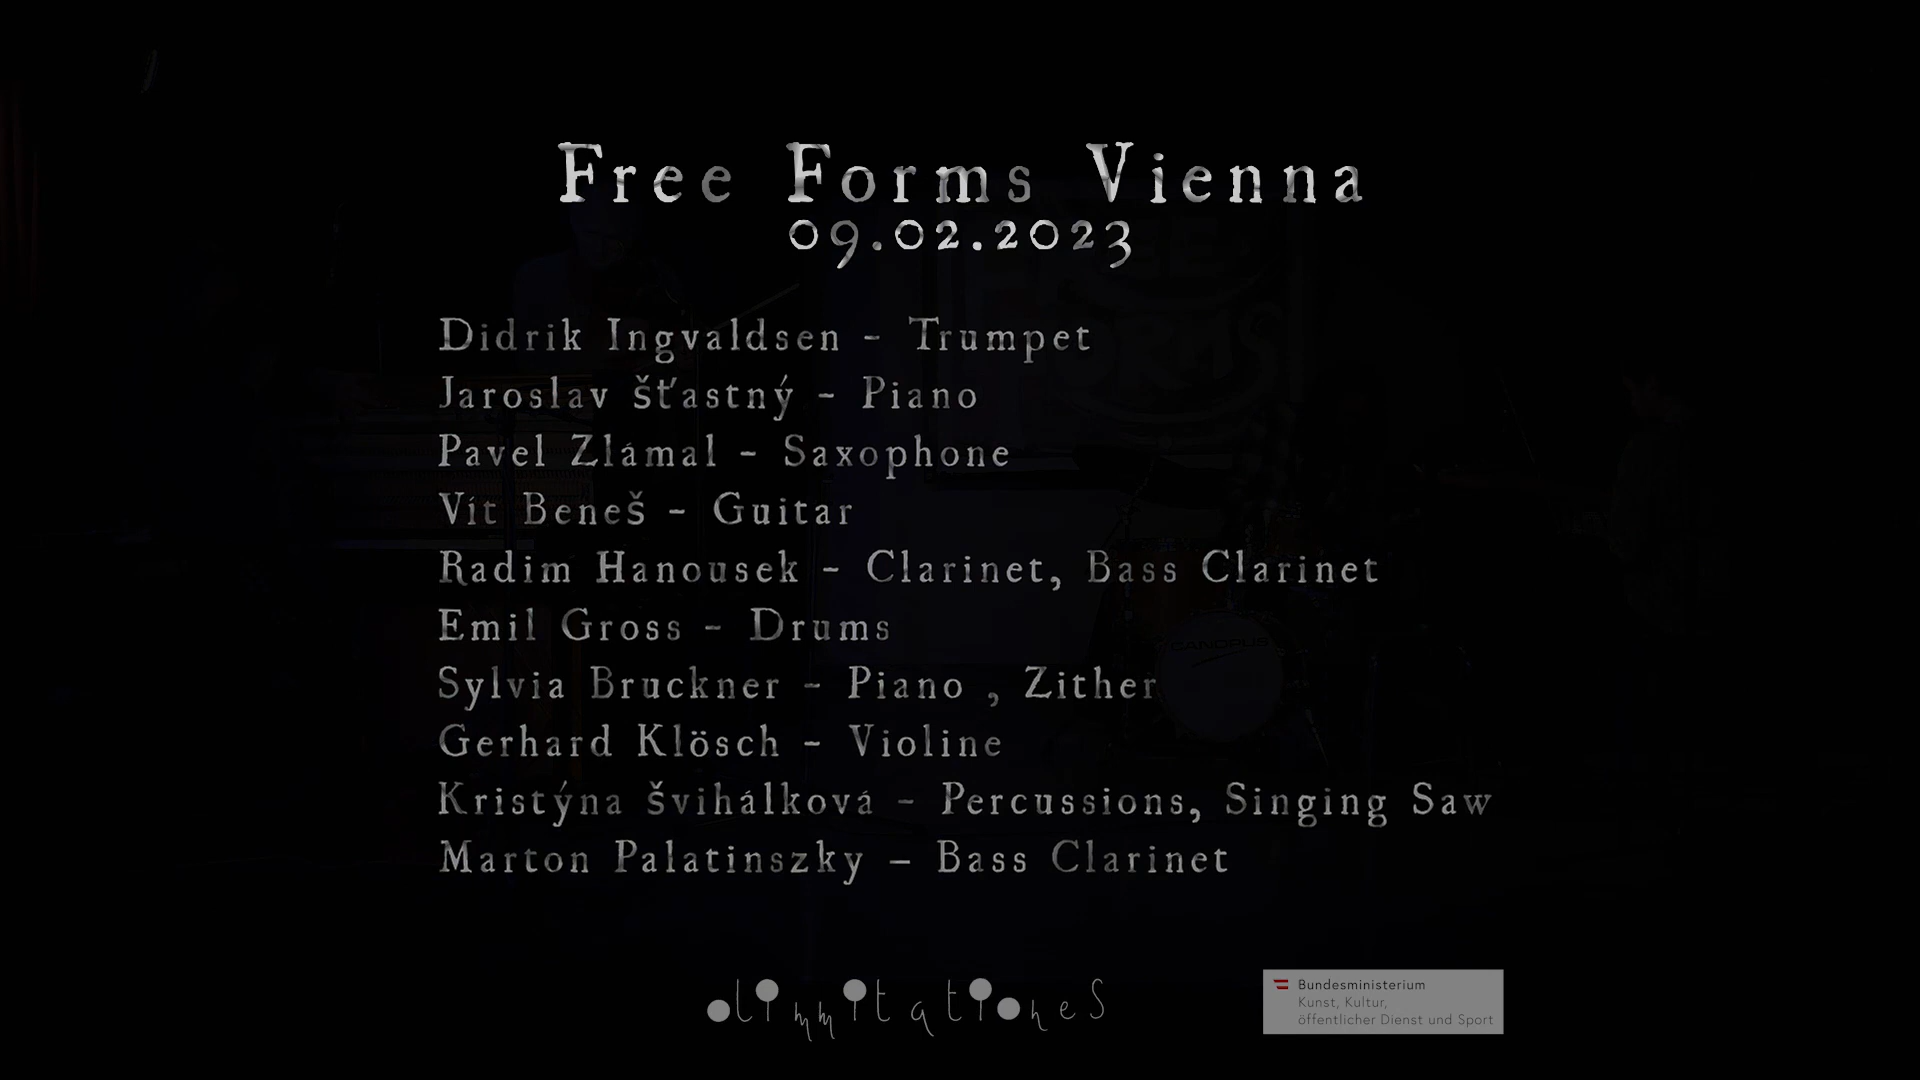 Free Forms Vienna
09.02.2023
Didrik Ingvaldsen - Trumpet
Jaroslav šťastný - Piano
Pavel Zlámal - Saxophone
Vít Beneš - Guitar
Radim Hanousek - Clarinet, Bass Clarinet
Emil Gross - Drums
Sylvia Bruckner - Piano , Zither
Gerhard Klösch - Violine
Kristýna švihálková - Percussions, Singing Saw
Marton Palatinszky – Bass Clarinet
CANOPUS
limmitationes
Bundesministerium
Kunst, Kultur,
öffentlicher Dienst und Sport